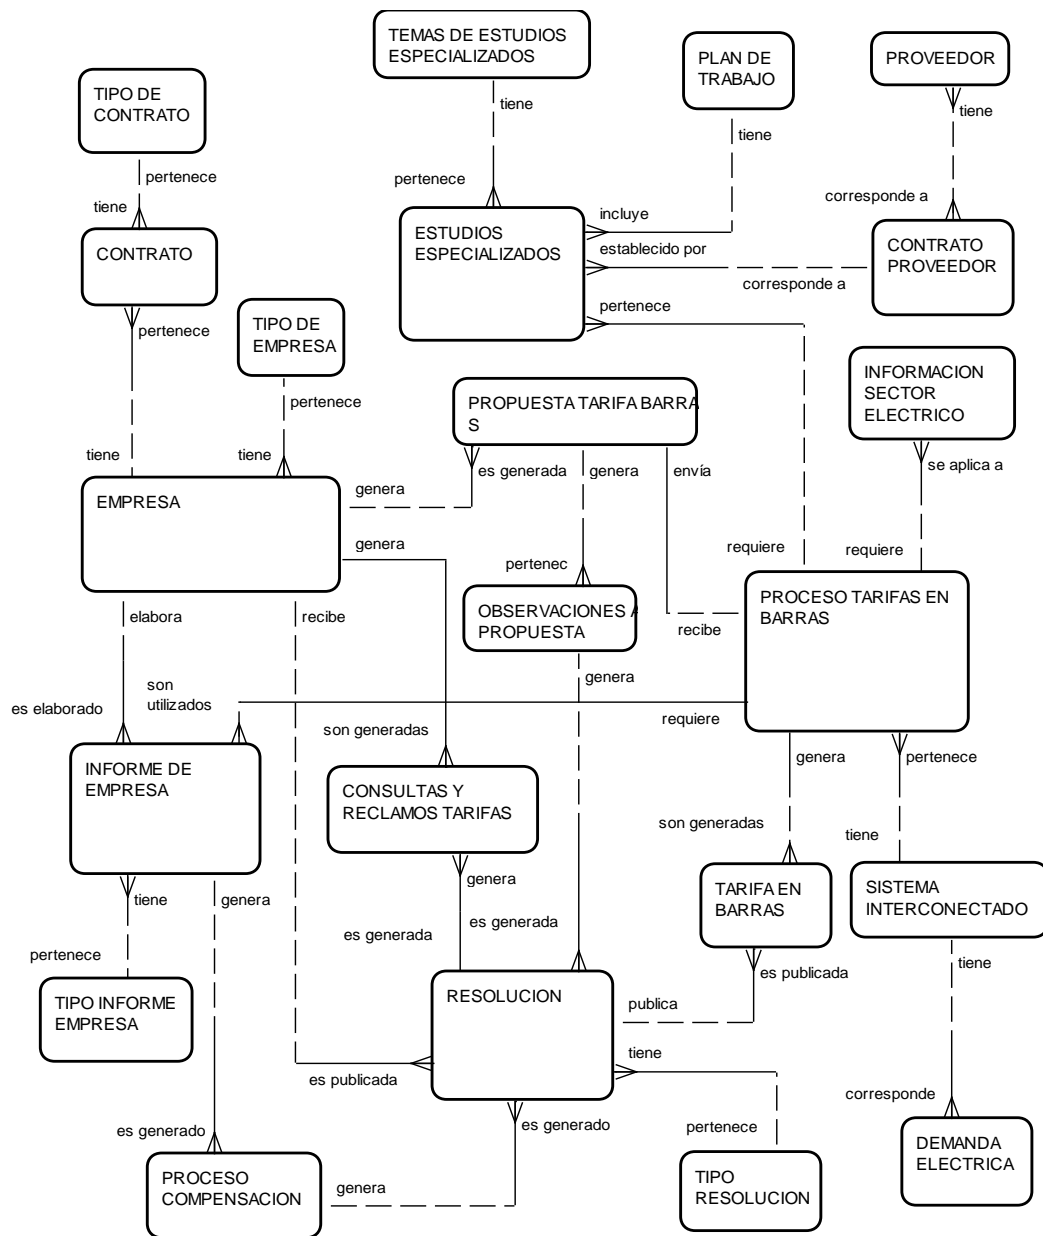 TEMAS DE ESTUDIOS
ESPECIALIZADOS
PLAN DE
TRABAJO
PROVEEDOR
TIPO DE
CONTRATO
tiene
tiene
tiene
pertenece
pertenece
tiene
incluye
corresponde a
CONTRATO
ESTUDIOS
ESPECIALIZADOS
establecido por
corresponde a
CONTRATO
PROVEEDOR
pertenece
TIPO DE
EMPRESA
pertenece
pertenece
INFORMACION
SECTOR
ELECTRICO
PROPUESTA TARIFA BARRA
S
tiene
tiene
es generada
genera
envía
se aplica a
genera
EMPRESA
genera
requiere
requiere
pertenec
PROCESO TARIFAS EN
BARRAS
OBSERVACIONES A
PROPUESTA
elabora
recibe
recibe
genera
son
utilizados
es elaborado
requiere
son generadas
genera
pertenece
INFORME DE
EMPRESA
CONSULTAS Y
RECLAMOS TARIFAS
son generadas
tiene
tiene
genera
genera
TARIFA EN
BARRAS
SISTEMA
INTERCONECTADO
es generada
es generada
pertenece
tiene
es publicada
TIPO INFORME
EMPRESA
RESOLUCION
publica
tiene
es publicada
corresponde
es generado
es generado
pertenece
DEMANDA
ELECTRICA
PROCESO
COMPENSACION
genera
TIPO
RESOLUCION